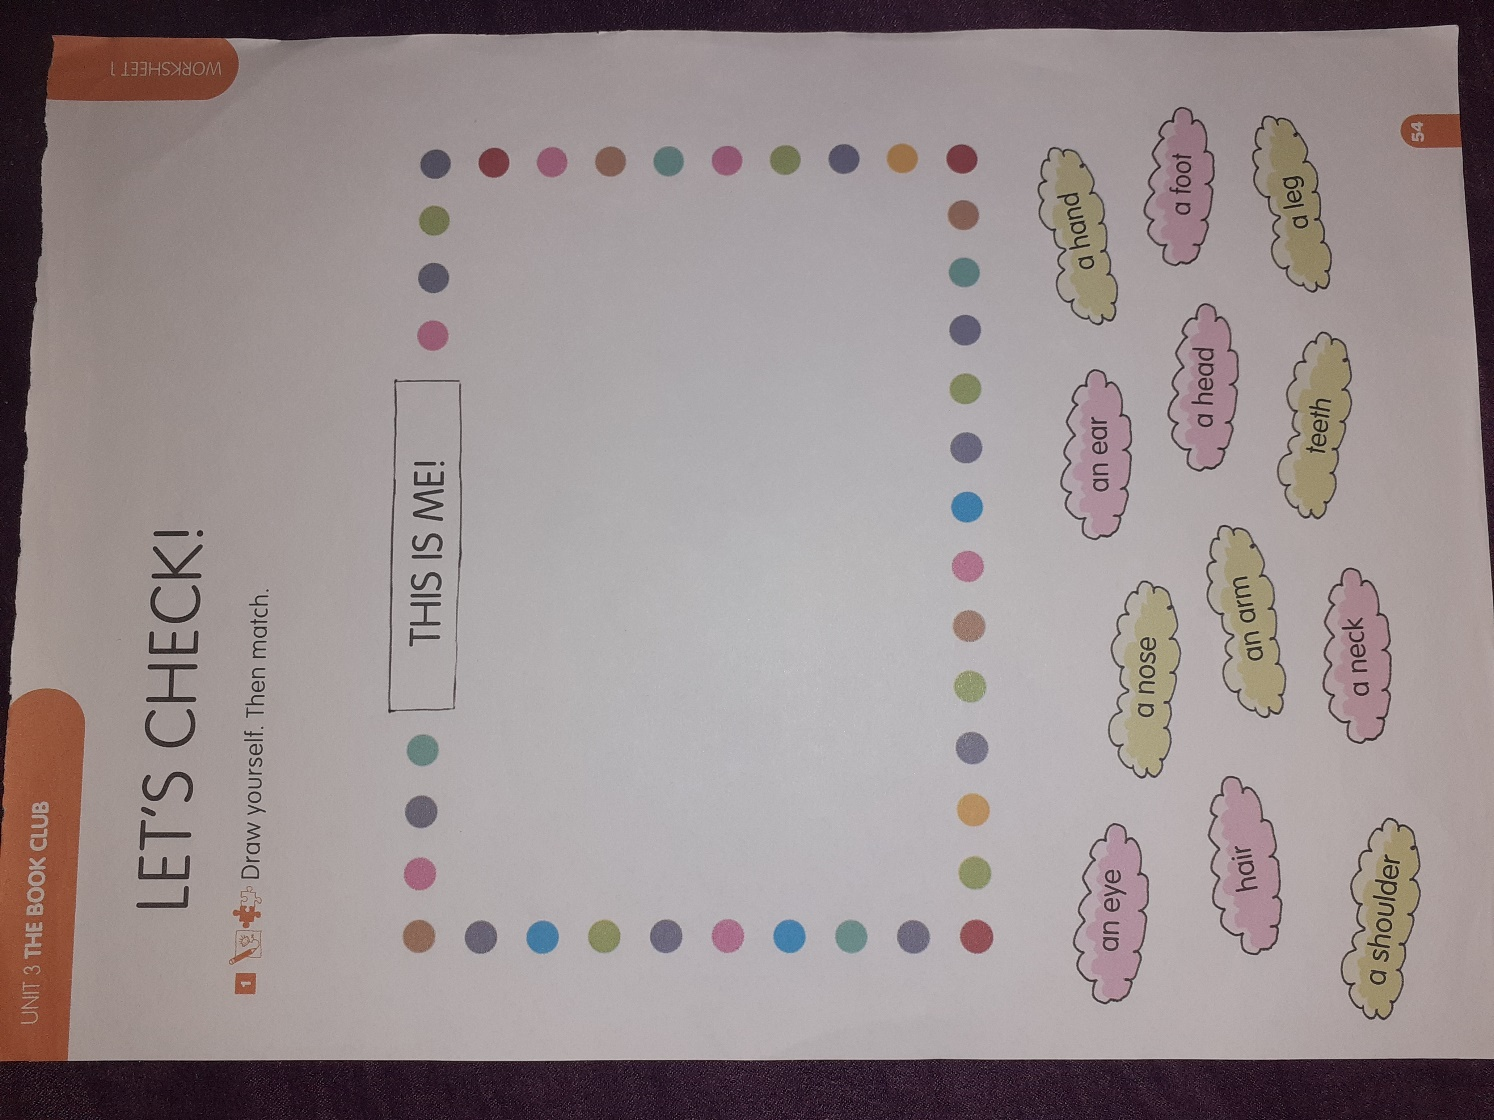 UNIT 3 THE BOOK CLUB
WORKSHEET 1
LET'S CHECK!
1 Draw yourself. Then match.
THIS IS ME!
an eye
a nose
an ear
a hand
hair
an arm
a head
a foot
a shoulder
a neck
teeth
a leg
54